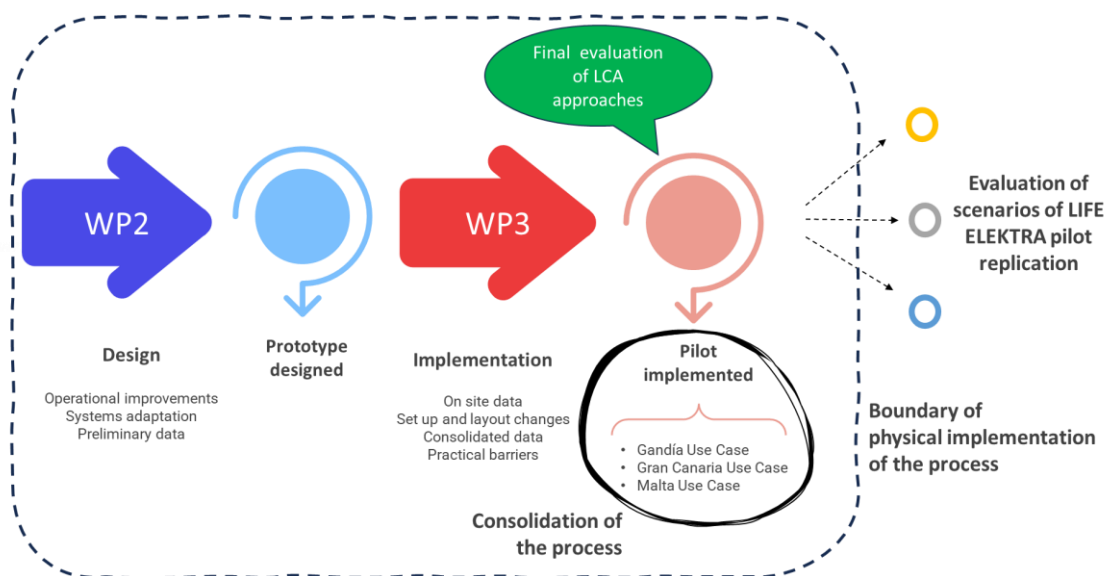 Final evaluation
of LCA
approaches
WP2
WP3
Evaluation of
scenarios of LIFE
ELEKTRA pilot
replication
Design
Operational improvements
Systems adaptation
Preliminary data
Prototype
designed
Implementation
On site data
Set up and layout changes
Consolidated data
Practical barriers
Pilot
implemented
• Gandía Use Case
• Gran Canaria Use Case
• Malta Use Case
Boundary of
physical implementation
of the process
Consolidation of
the process